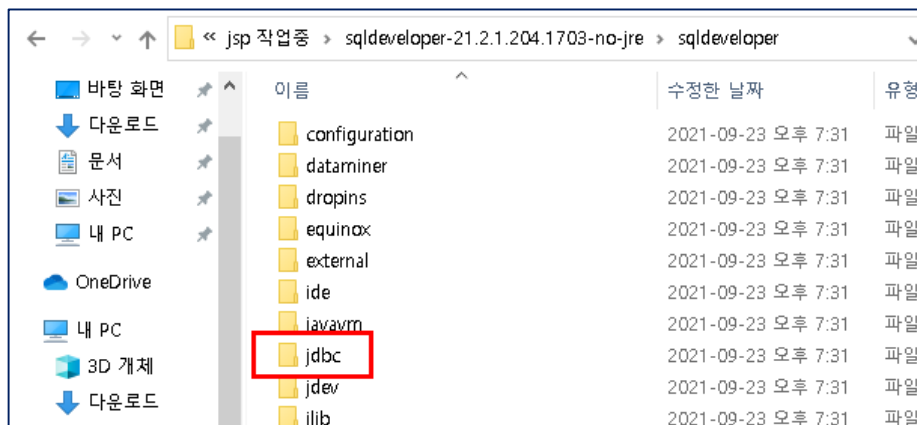 « jsp 작업중 › sqldeveloper-21.2.1.204.1703-no-jre › sqldeveloper
바탕 화면
다운로드
문서
사진
내 PC
OneDrive
내 PC
3D 개체
다운로드
이름 수정한 날짜 유형
configuration 2021-09-23 오후 7:31 파일
dataminer 2021-09-23 오후 7:31 파일
dropins 2021-09-23 오후 7:31 파일
equinox 2021-09-23 오후 7:31 파일
external 2021-09-23 오후 7:31 파일
ide 2021-09-23 오후 7:31 파일
javavm 2021-09-23 오후 7:31 파일
jdbc 2021-09-23 오후 7:31 파일
jdev 2021-09-23 오후 7:31 파일
jlib 2021-09-23 오후 7:31 파일